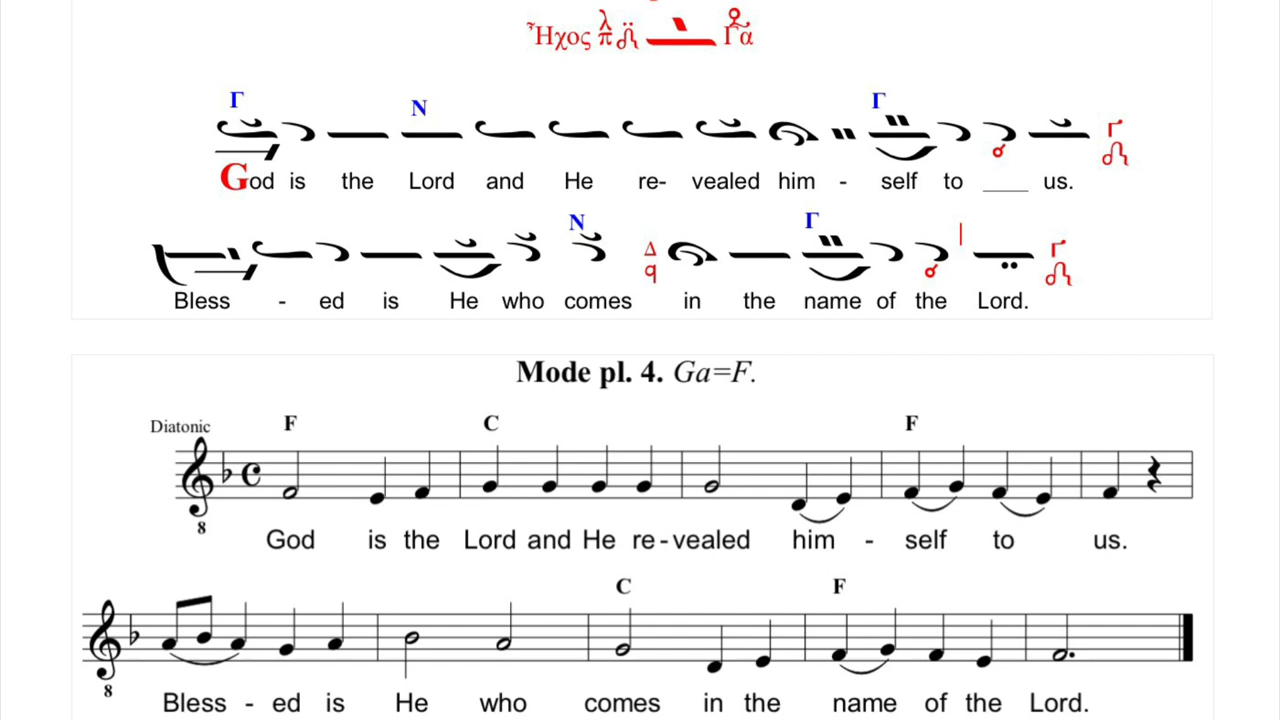 Ἦχος λ π Γα
Γ Ν Γ
God is the Lord and He re- vealed him - self to ____ us.
Ν Δ Γ
Bless - ed is He who comes in the name of the Lord.
Mode pl. 4. Ga=F.
Diatonic F C F
8
God is the Lord and He re - vealed him - self to us.
C F
8
Bless - ed is He who comes in the name of the Lord.